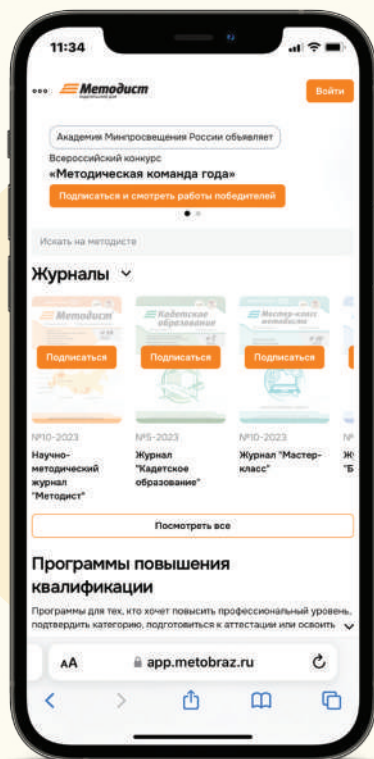 11:34
Методист
Войти
Академия Минпросвещения России объявляет
Всероссийский конкурс
«Методическая команда года»
Подписаться и смотреть работы победителей
Искать на методисте
Журналы
Методист
Кадетское образование
Мастер-класс методиста
Подписаться
Подписаться
Подписаться
№10-2023
№5-2023
№10-2023
№
Научно-методический журнал "Методист"
Журнал "Кадетское образование"
Журнал "Мастер-класс"
Посмотреть все
Программы повышения
квалификации
Программы для тех, кто хочет повысить профессиональный уровень,
подтвердить категорию, подготовиться к аттестации или освоить
AA
app.metobraz.ru